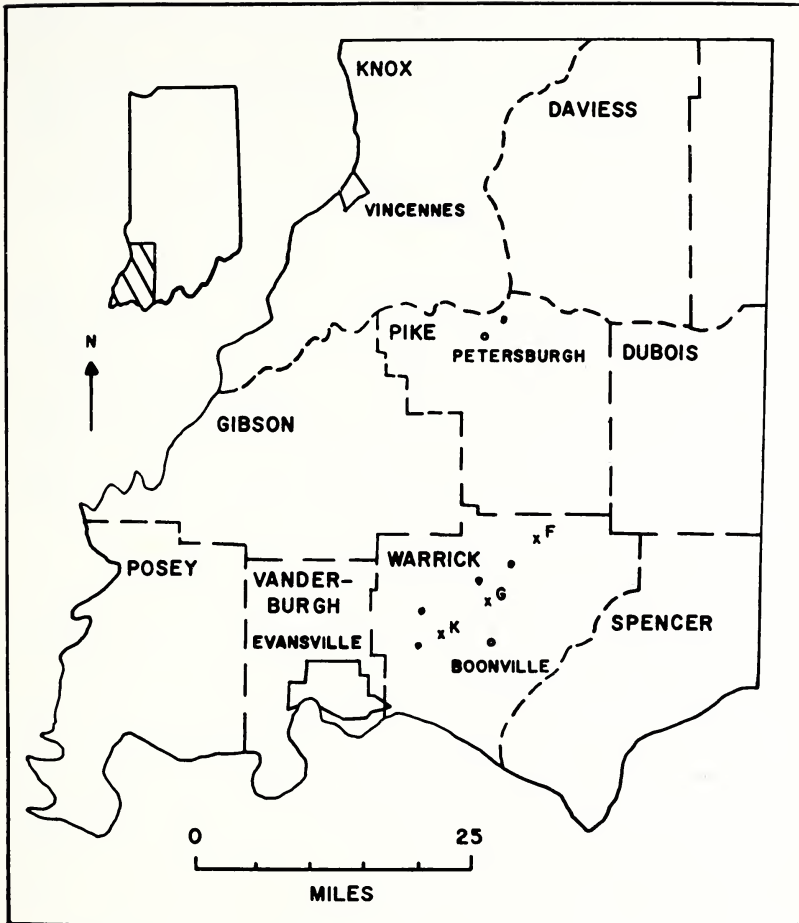 KNOX
DAVIESS
VINCENNES
N
PIKE
PETERSBURGH
DUBOIS
GIBSON
F
POSEY
VANDER-
BURGH
WARRICK
G
SPENCER
K
EVANSVILLE
BOONVILLE
0 25
MILES